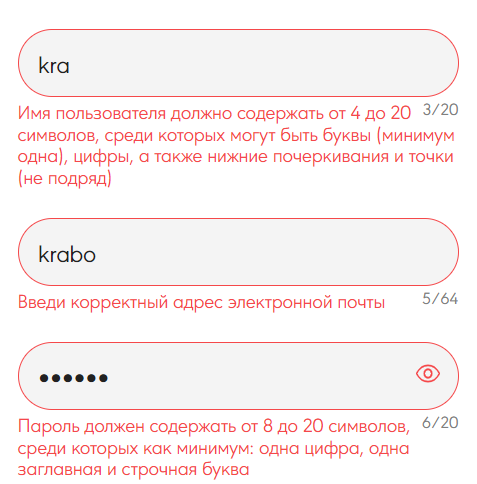 kra
Имя пользователя должно содержать от 4 до 20 3/20
символов, среди которых могут быть буквы (минимум
одна), цифры, а также нижние почеркивания и точки
(не подряд)
krabo
Введи корректный адрес электронной почты 5/64
••••••
Пароль должен содержать от 8 до 20 символов, 6/20
среди которых как минимум: одна цифра, одна
заглавная и строчная буква